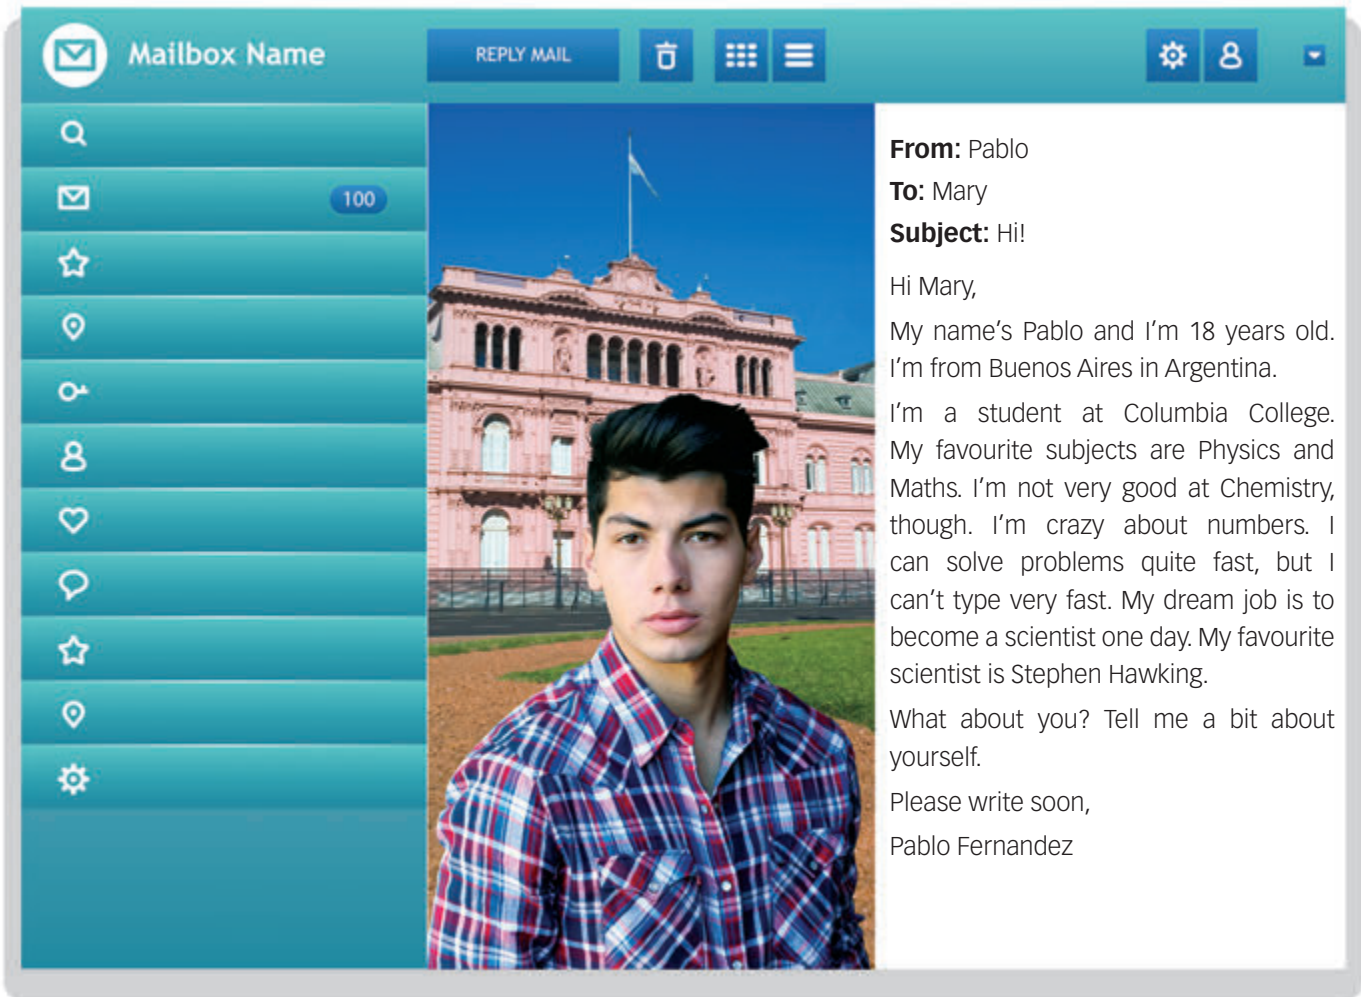 Mailbox Name
REPLY MAIL
100
From: Pablo
To: Mary
Subject: Hi!
Hi Mary,
My name's Pablo and I'm 18 years old.
I'm from Buenos Aires in Argentina.
I'm a student at Columbia College.
My favourite subjects are Physics and
Maths. I'm not very good at Chemistry,
though. I'm crazy about numbers. I
can solve problems quite fast, but I
can't type very fast. My dream job is to
become a scientist one day. My favourite
scientist is Stephen Hawking.
What about you? Tell me a bit about
yourself.
Please write soon,
Pablo Fernandez